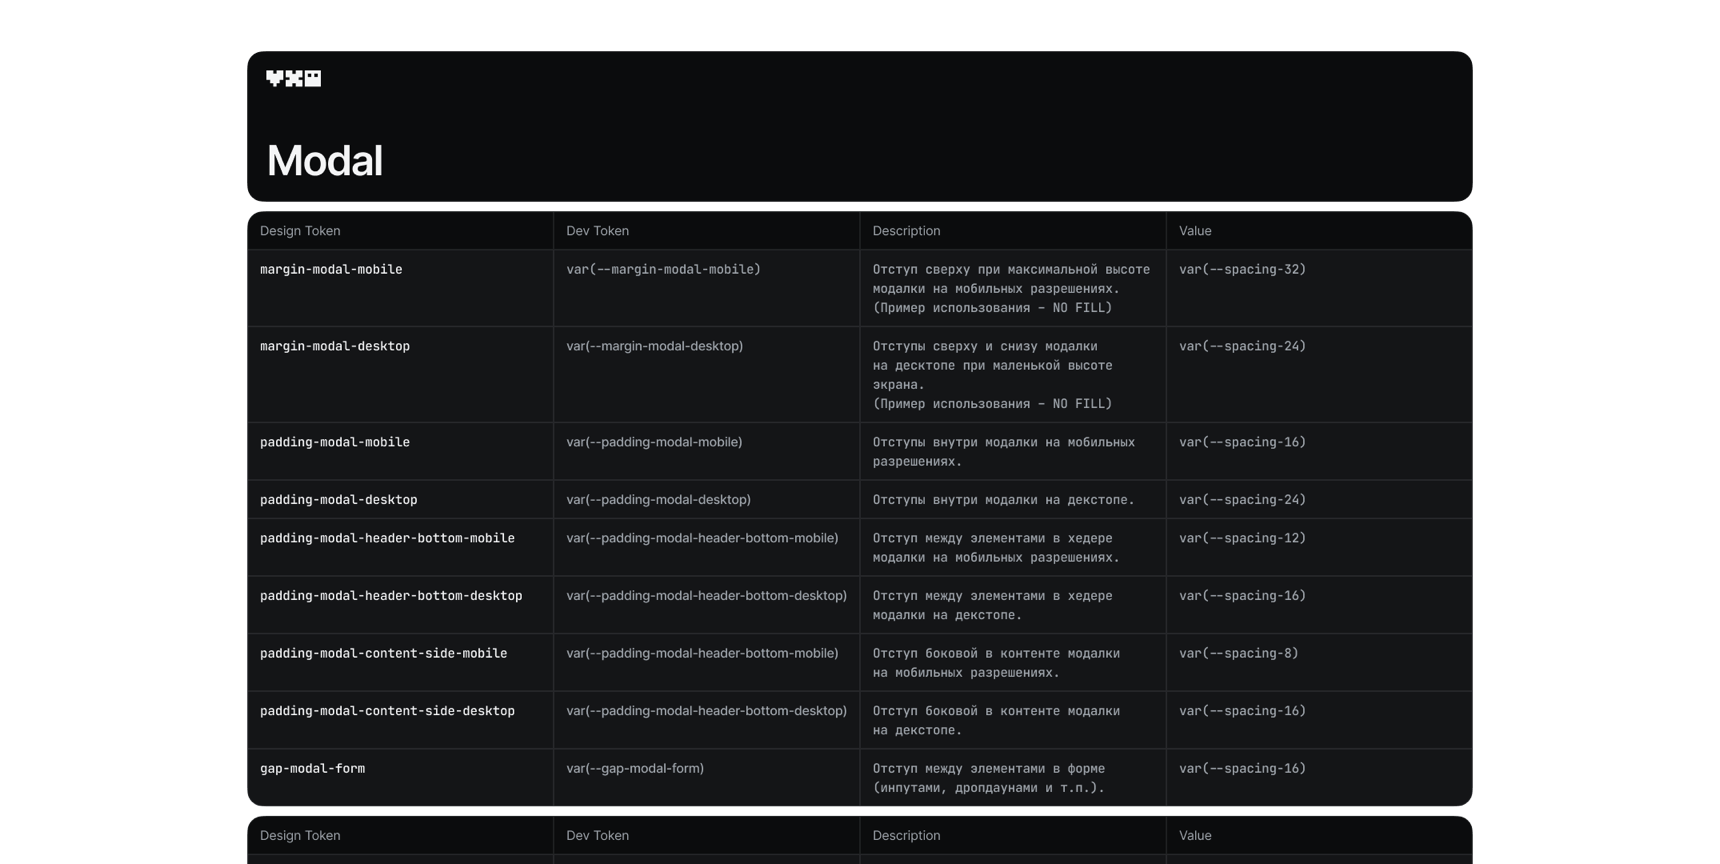 Modal
Design Token
Dev Token
Description
Value
margin-modal-mobile
var(--margin-modal-mobile)
Отступ сверху при максимальной высоте
модалки на мобильных разрешениях.
(Пример использования – NO FILL)
var(--spacing-32)
margin-modal-desktop
var(--margin-modal-desktop)
Отступы сверху и снизу модалки
на десктопе при маленькой высоте
экрана.
(Пример использования – NO FILL)
var(--spacing-24)
padding-modal-mobile
var(--padding-modal-mobile)
Отступы внутри модалки на мобильных
разрешениях.
var(--spacing-16)
padding-modal-desktop
var(--padding-modal-desktop)
Отступы внутри модалки на декстопе.
var(--spacing-24)
padding-modal-header-bottom-mobile
var(--padding-modal-header-bottom-mobile)
Отступ между элементами в хедере
модалки на мобильных разрешениях.
var(--spacing-12)
padding-modal-header-bottom-desktop
var(--padding-modal-header-bottom-desktop)
Отступ между элементами в хедере
модалки на декстопе.
var(--spacing-16)
padding-modal-content-side-mobile
var(--padding-modal-header-bottom-mobile)
Отступ боковой в контенте модалки
на мобильных разрешениях.
var(--spacing-8)
padding-modal-content-side-desktop
var(--padding-modal-header-bottom-desktop)
Отступ боковой в контенте модалки
на декстопе.
var(--spacing-16)
gap-modal-form
var(--gap-modal-form)
Отступ между элементами в форме
(инпутами, дропдаунами и т.п.).
var(--spacing-16)
Design Token
Dev Token
Description
Value